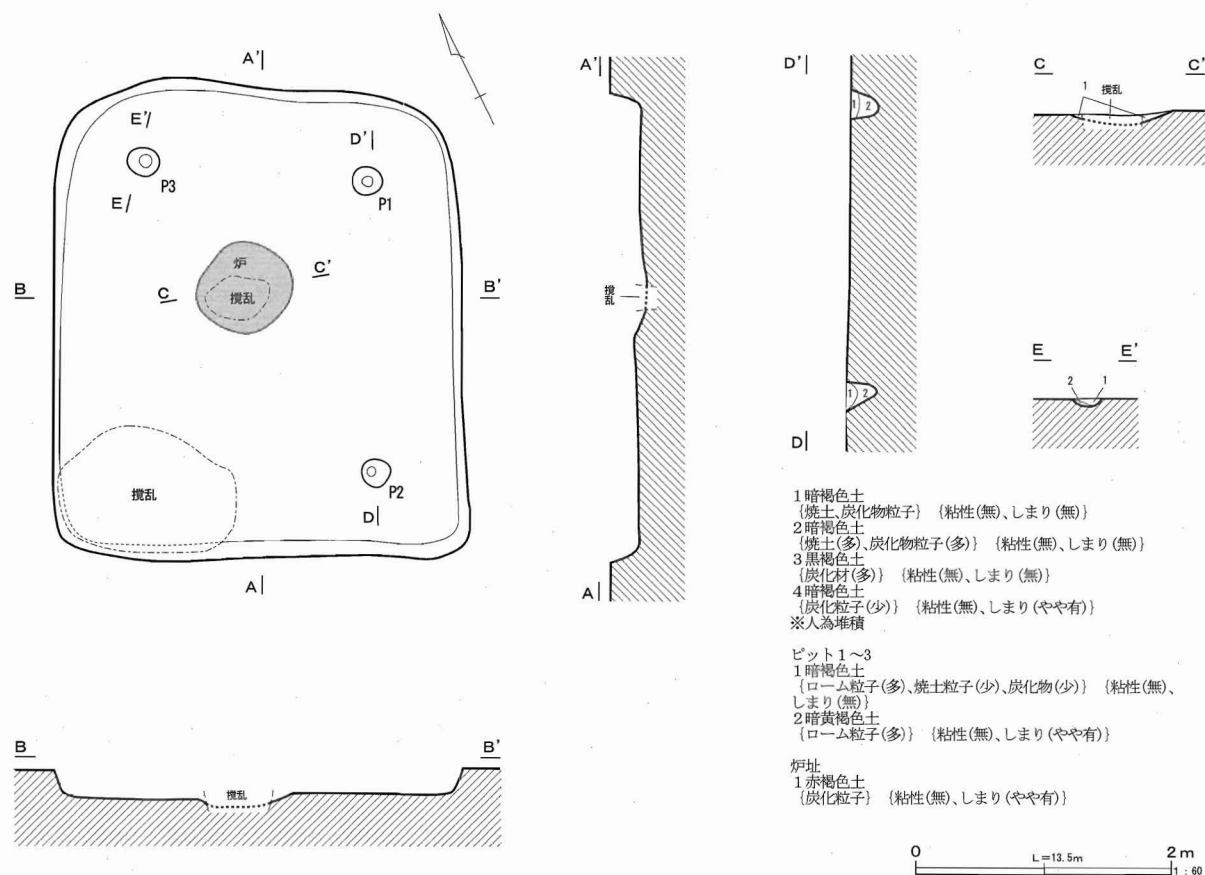 A'
E'
D'
P3
P1
E
炉
C'
C
攪乱
B
B'
攪乱
P2
D
A
A'
攪乱
A
D'
1 2
1 2
D
C
C'
1
攪乱
E
E'
2
1
B
B'
攪乱
1暗褐色土
{焼土、炭化物粒子} {粘性(無)、しまり(無)}
2暗褐色土
{焼土(多)、炭化物粒子(多)} {粘性(無)、しまり(無)}
3黒褐色土
{炭化材(多)} {粘性(無)、しまり(無)}
4暗褐色土
{炭化粒子(少)} {粘性(無)、しまり(やや有)}
※人為堆積
ピット1~3
1暗褐色土
{ローム粒子(多)、焼土粒子(少)、炭化物(少)} {粘性(無)、
しまり(無)}
2暗黄褐色土
{ローム粒子(多)} {粘性(無)、しまり(やや有)}
炉址
1赤褐色土
{炭化粒子} {粘性(無)、しまり(やや有)}
0
L=13.5m
2m
1:60